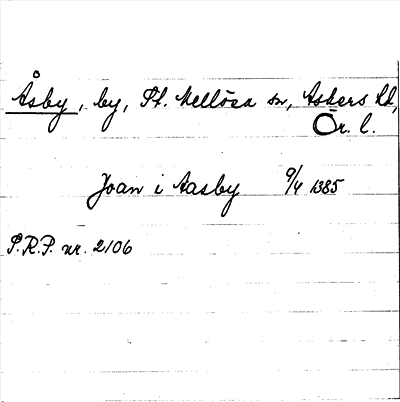 Åsby, by, St. Mellösa sn, Askers hd,
Ör. l.
Joan i Aasby 9/4 1385
S.R.P. nr. 2106